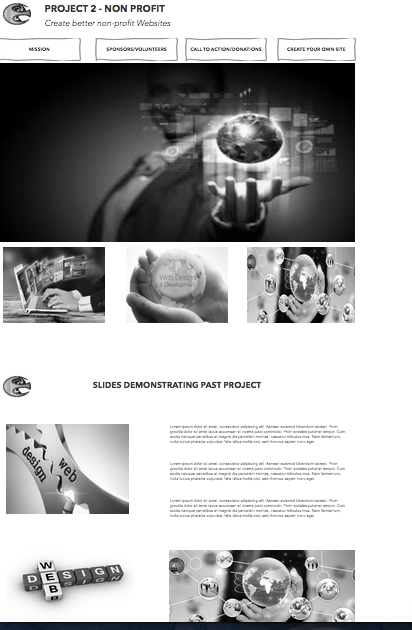 PROJECT 2 - NON PROFIT
Create better non-profit Websites
MISSION
SPONSORS/VOLUNTEERS
CALL TO ACTION/DONATIONS
CREATE YOUR OWN SITE
Web Design
& Development
SLIDES DEMONSTRATING PAST PROJECT
web
design
Lorem ipsum dolor sit amet, consectetur adipiscing elit. Aenean euismod bibendum laoreet. Proin
gravida dolor sit amet lacus accumsan et viverra justo commodo. Proin sodales pulvinar tempor. Cum
sociis natoque penatibus et magnis dis parturient montes, nascetur ridiculus mus. Nam fermentum,
nulla luctus pharetra vulputate, felis tellus mollis orci, sed rhoncus sapien nunc eget.
Lorem ipsum dolor sit amet, consectetur adipiscing elit. Aenean euismod bibendum laoreet. Proin
gravida dolor sit amet lacus accumsan et viverra justo commodo. Proin sodales pulvinar tempor. Cum
sociis natoque penatibus et magnis dis parturient montes, nascetur ridiculus mus. Nam fermentum,
nulla luctus pharetra vulputate, felis tellus mollis orci, sed rhoncus sapien nunc eget.
Lorem ipsum dolor sit amet, consectetur adipiscing elit. Aenean euismod bibendum laoreet. Proin
gravida dolor sit amet lacus accumsan et viverra justo commodo. Proin sodales pulvinar tempor. Cum
sociis natoque penatibus et magnis dis parturient montes, nascetur ridiculus mus. Nam fermentum,
nulla luctus pharetra vulputate, felis tellus mollis orci, sed rhoncus sapien nunc eget.
WEB
DESIGN